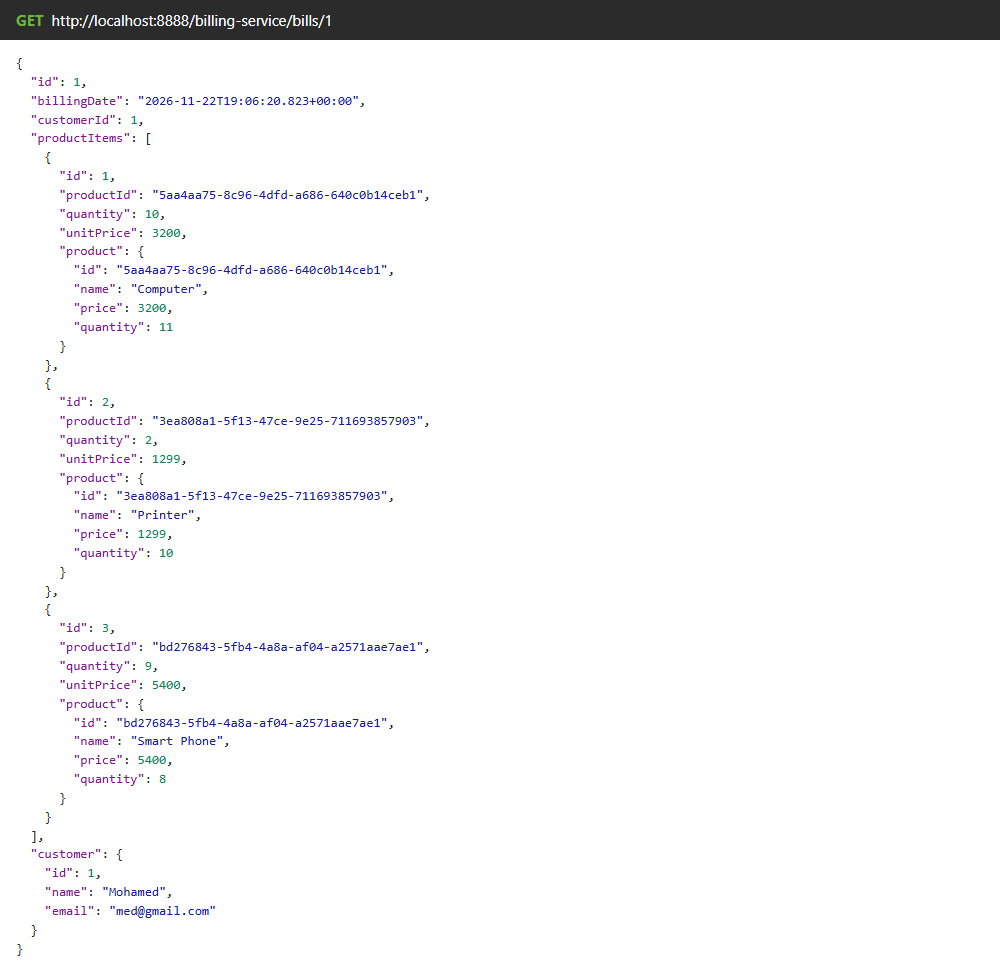 GET http://localhost:8888/billing-service/bills/1
{
  "id": 1,
  "billingDate": "2026-11-22T19:06:20.823+00:00",
  "customerId": 1,
  "productItems": [
    {
      "id": 1,
      "productId": "5aa4aa75-8c96-4dfd-a686-640c0b14ceb1",
      "quantity": 10,
      "unitPrice": 3200,
      "product": {
        "id": "5aa4aa75-8c96-4dfd-a686-640c0b14ceb1",
        "name": "Computer",
        "price": 3200,
        "quantity": 11
      }
    },
    {
      "id": 2,
      "productId": "3ea808a1-5f13-47ce-9e25-711693857903",
      "quantity": 2,
      "unitPrice": 1299,
      "product": {
        "id": "3ea808a1-5f13-47ce-9e25-711693857903",
        "name": "Printer",
        "price": 1299,
        "quantity": 10
      }
    },
    {
      "id": 3,
      "productId": "bd276843-5fb4-4a8a-af04-a2571aae7ae1",
      "quantity": 9,
      "unitPrice": 5400,
      "product": {
        "id": "bd276843-5fb4-4a8a-af04-a2571aae7ae1",
        "name": "Smart Phone",
        "price": 5400,
        "quantity": 8
      }
    }
  ],
  "customer": {
    "id": 1,
    "name": "Mohamed",
    "email": "med@gmail.com"
  }
}